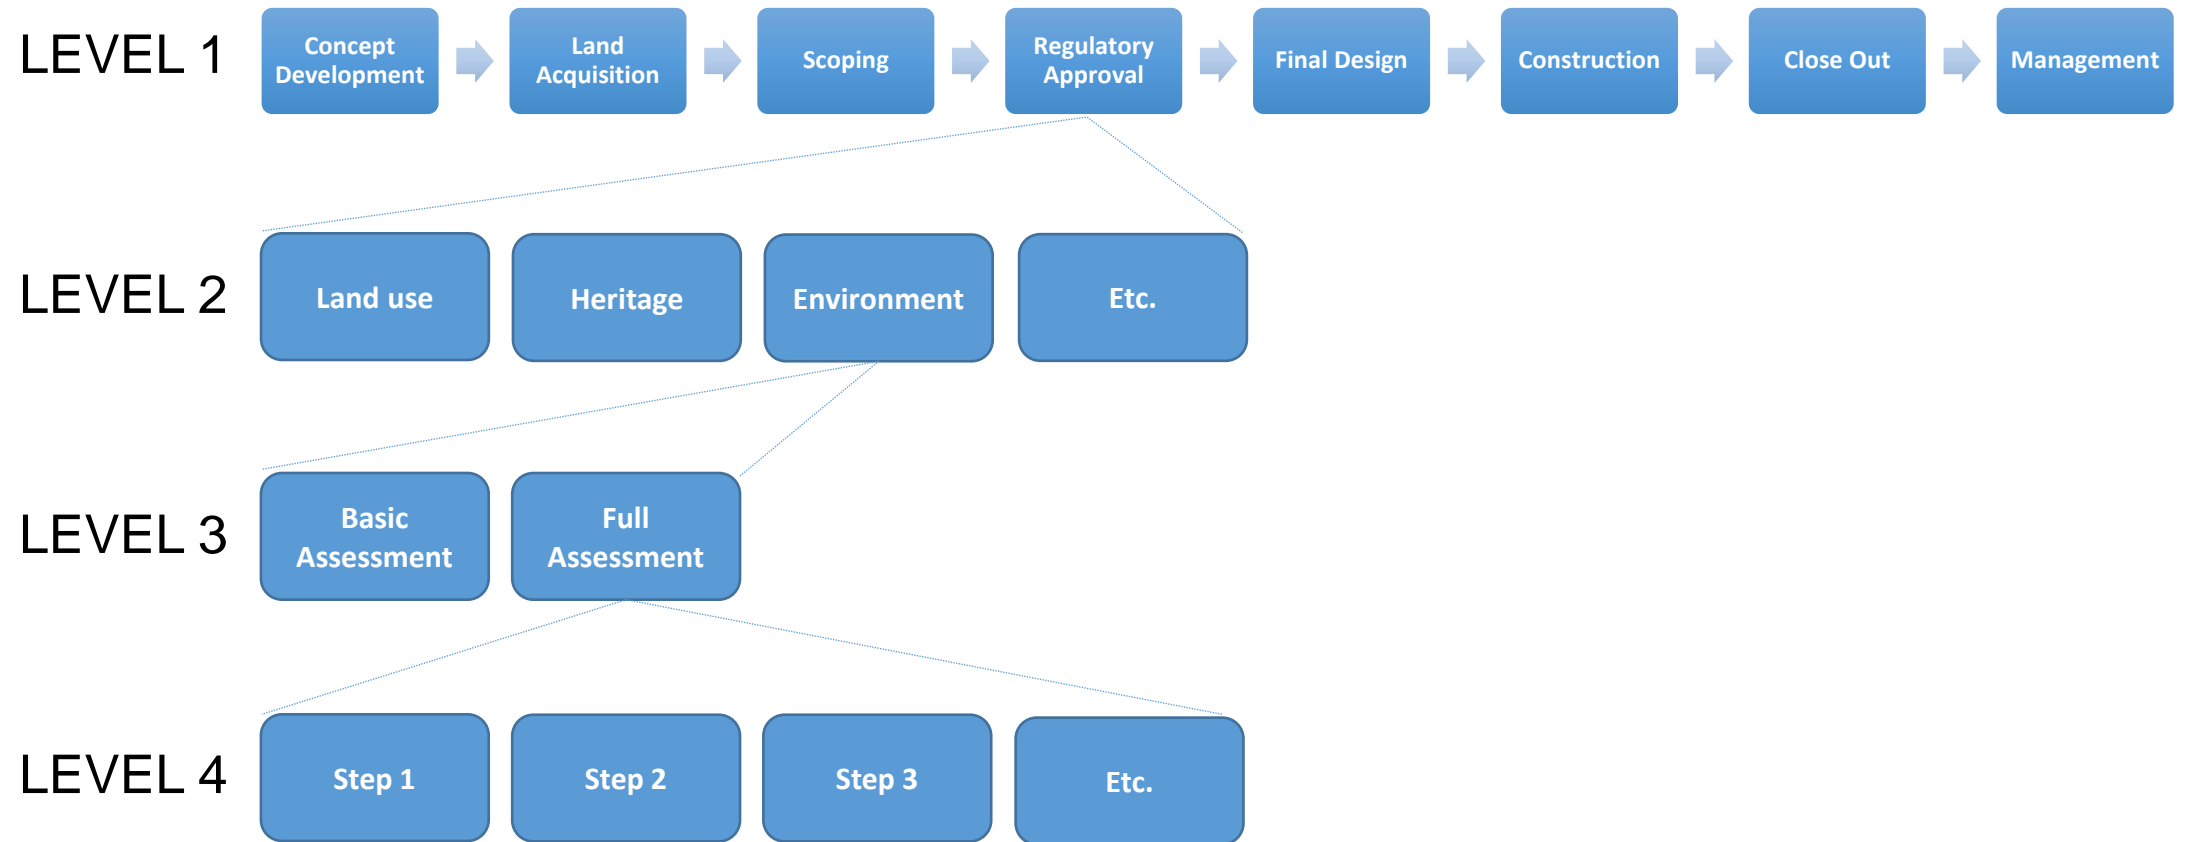 LEVEL 1
Concept
Development
Land
Acquisition
Scoping
Regulatory
Approval
Final Design
Construction
Close Out
Management
LEVEL 2
Land use
Heritage
Environment
Etc.
LEVEL 3
Basic
Assessment
Full
Assessment
LEVEL 4
Step 1
Step 2
Step 3
Etc.